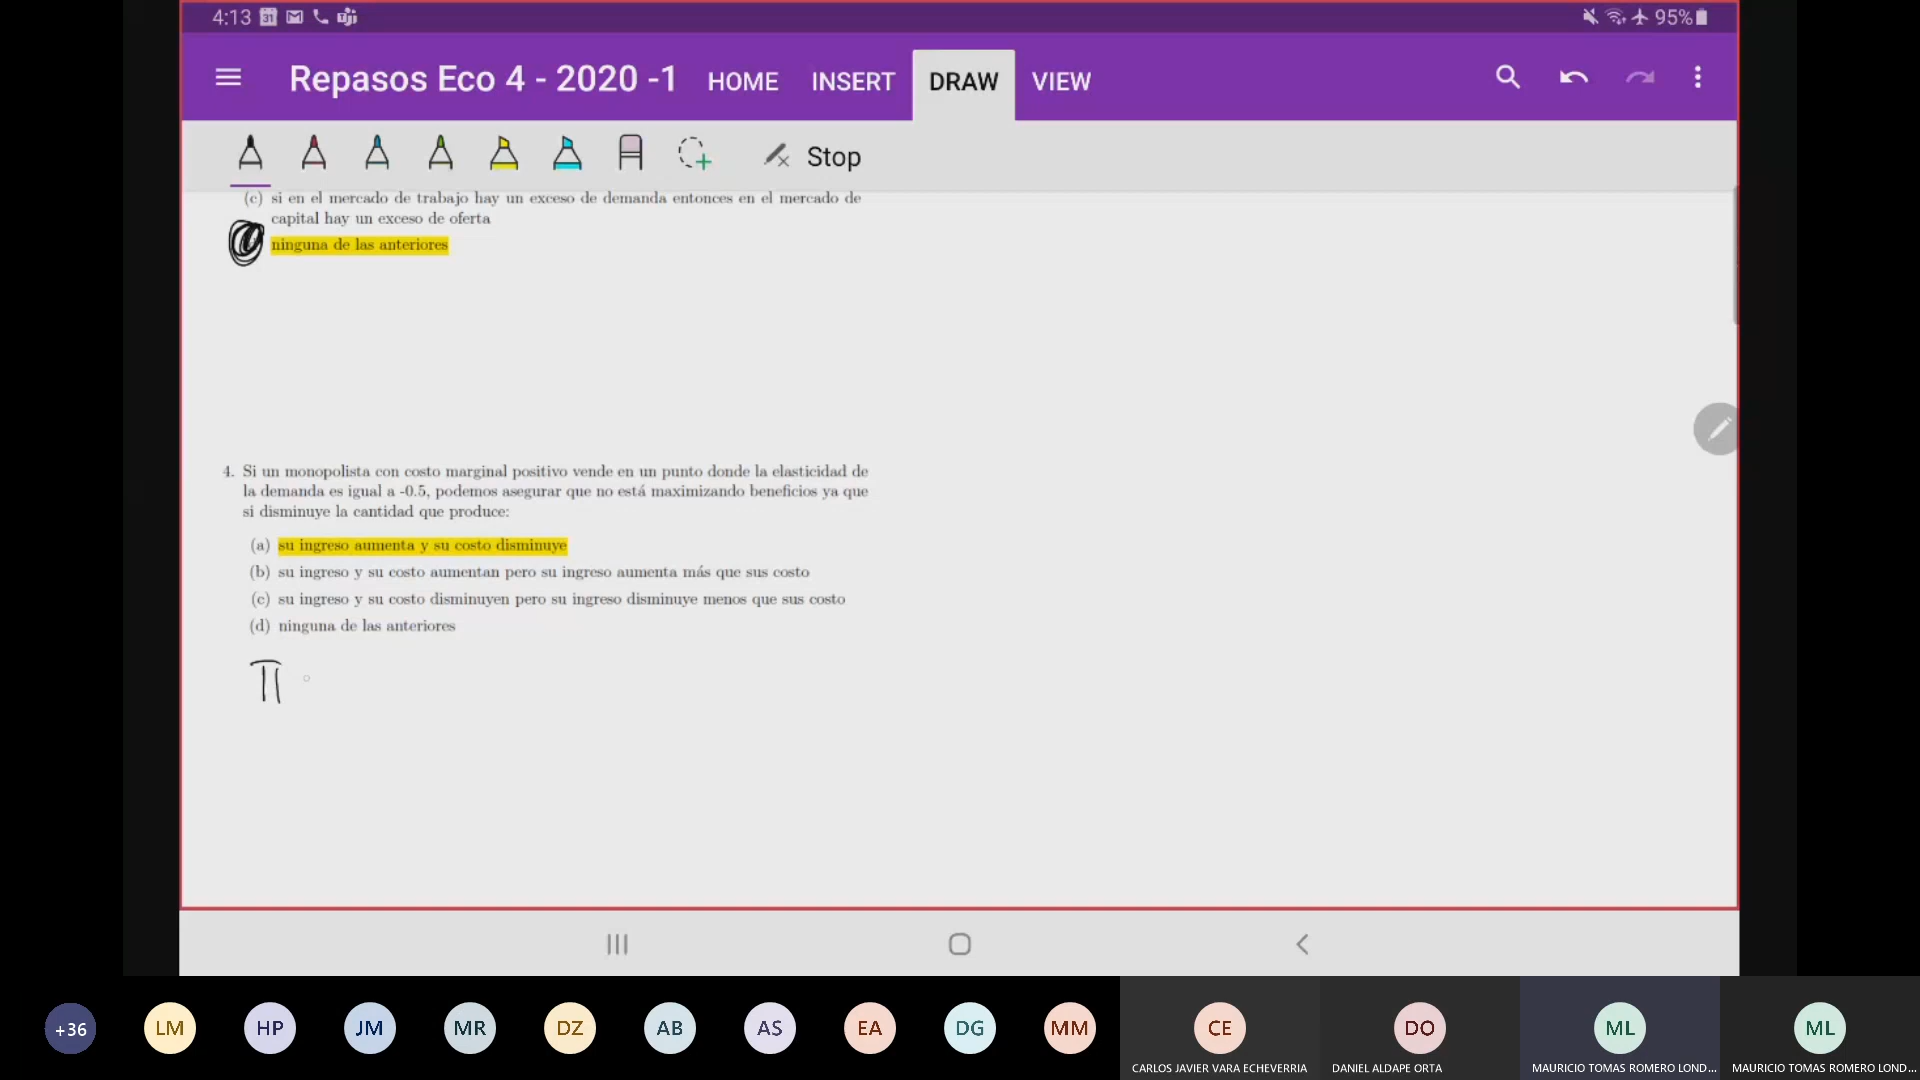 4:13 31 95%
Repasos Eco 4 - 2020 -1 HOME INSERT DRAW VIEW
Stop
(c) si en el mercado de trabajo hay un exceso de demanda entonces en el mercado de
capital hay un exceso de oferta
ninguna de las anteriores
4. Si un monopolista con costo marginal positivo vende en un punto donde la elasticidad de
la demanda es igual a -0.5, podemos asegurar que no está maximizando beneficios ya que
si disminuye la cantidad que produce:
(a) su ingreso aumenta y su costo disminuye
(b) su ingreso y su costo aumentan pero su ingreso aumenta más que sus costo
(c) su ingreso y su costo disminuyen pero su ingreso disminuye menos que sus costo
(d) ninguna de las anteriores
π
+36 LM HP JM MR DZ AB AS EA DG MM CE DO ML ML
CARLOS JAVIER VARA ECHEVERRIA DANIEL ALDAPE ORTA MAURICIO TOMAS ROMERO LOND... MAURICIO TOMAS ROMERO LOND...